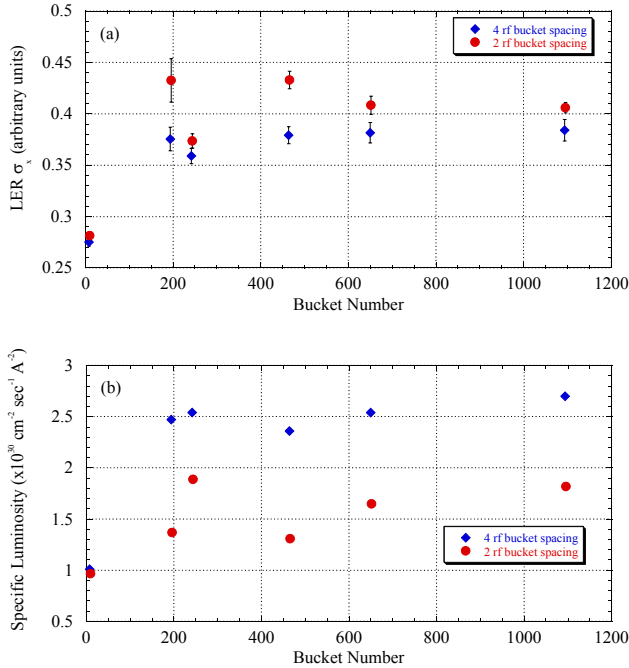 (a)
4 rf bucket spacing
2 rf bucket spacing
LER σx (arbitrary units)
0.5
0.45
0.4
0.35
0.3
0.25
0 200 400 600 800 1000 1200
Bucket Number
(b)
Specific Luminosity (x10³⁰ cm⁻² sec⁻¹ A⁻²)
3
2.5
2
1.5
1
0.5
4 rf bucket spacing
2 rf bucket spacing
0 200 400 600 800 1000 1200
Bucket Number